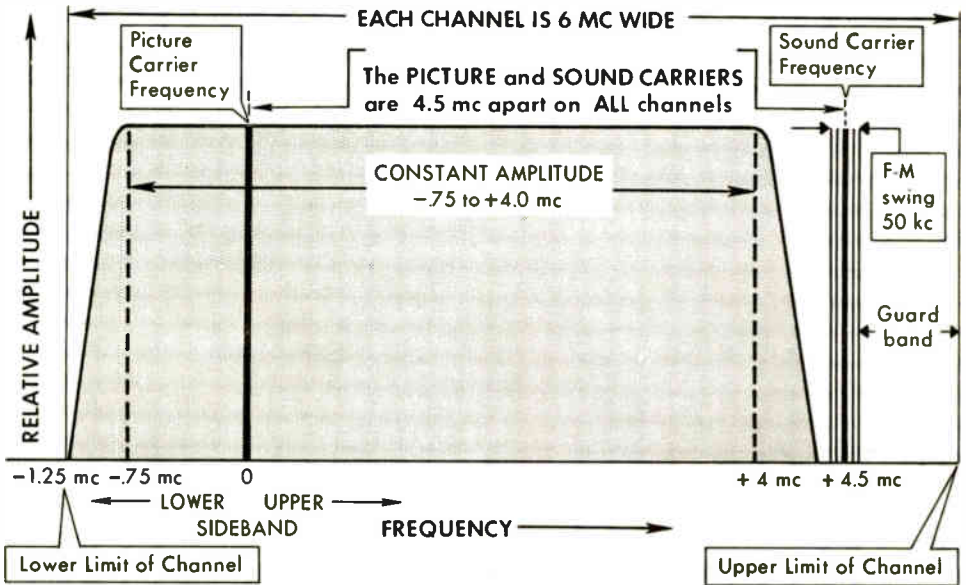 EACH CHANNEL IS 6 MC WIDE
Picture
Carrier
Frequency
The PICTURE and SOUND CARRIERS
are 4.5 mc apart on ALL channels
Sound Carrier
Frequency
CONSTANT AMPLITUDE
–.75 to +4.0 mc
F-M
swing
50 kc
Guard
band
RELATIVE AMPLITUDE
–1.25 mc
–.75 mc
0
+ 4 mc
+ 4.5 mc
LOWER UPPER
SIDEBAND
FREQUENCY
Lower Limit of Channel
Upper Limit of Channel